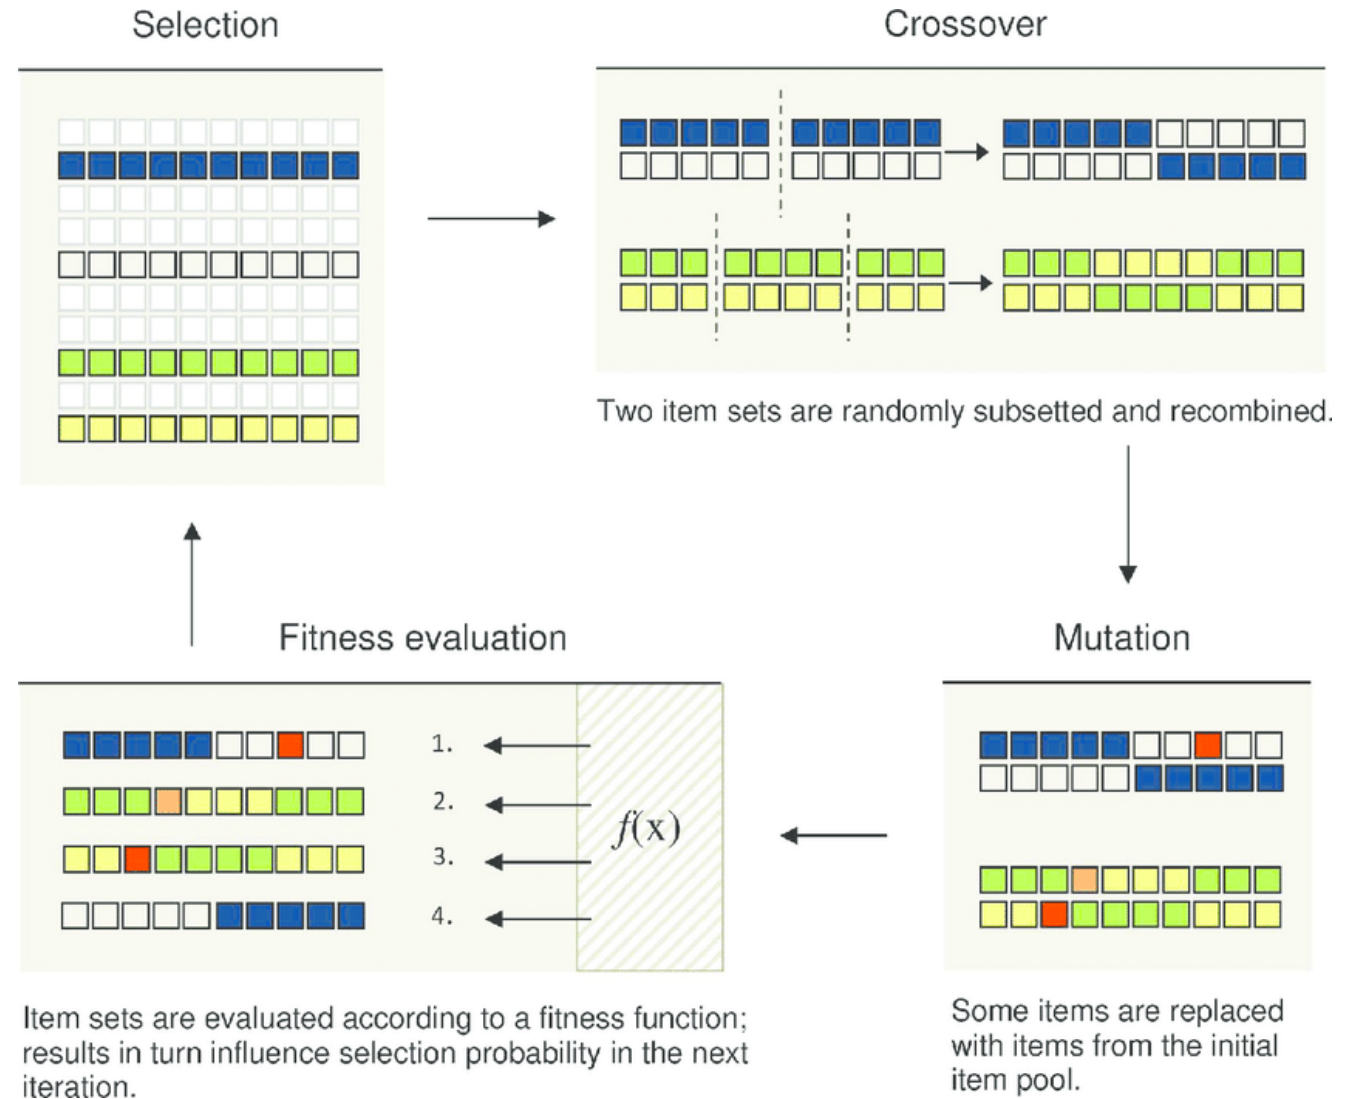 Selection
Crossover
Two item sets are randomly subsetted and recombined.
Fitness evaluation
Mutation
1.
2.
3.
4.
f(x)
Item sets are evaluated according to a fitness function;
results in turn influence selection probability in the next
iteration.
Some items are replaced
with items from the initial
item pool.